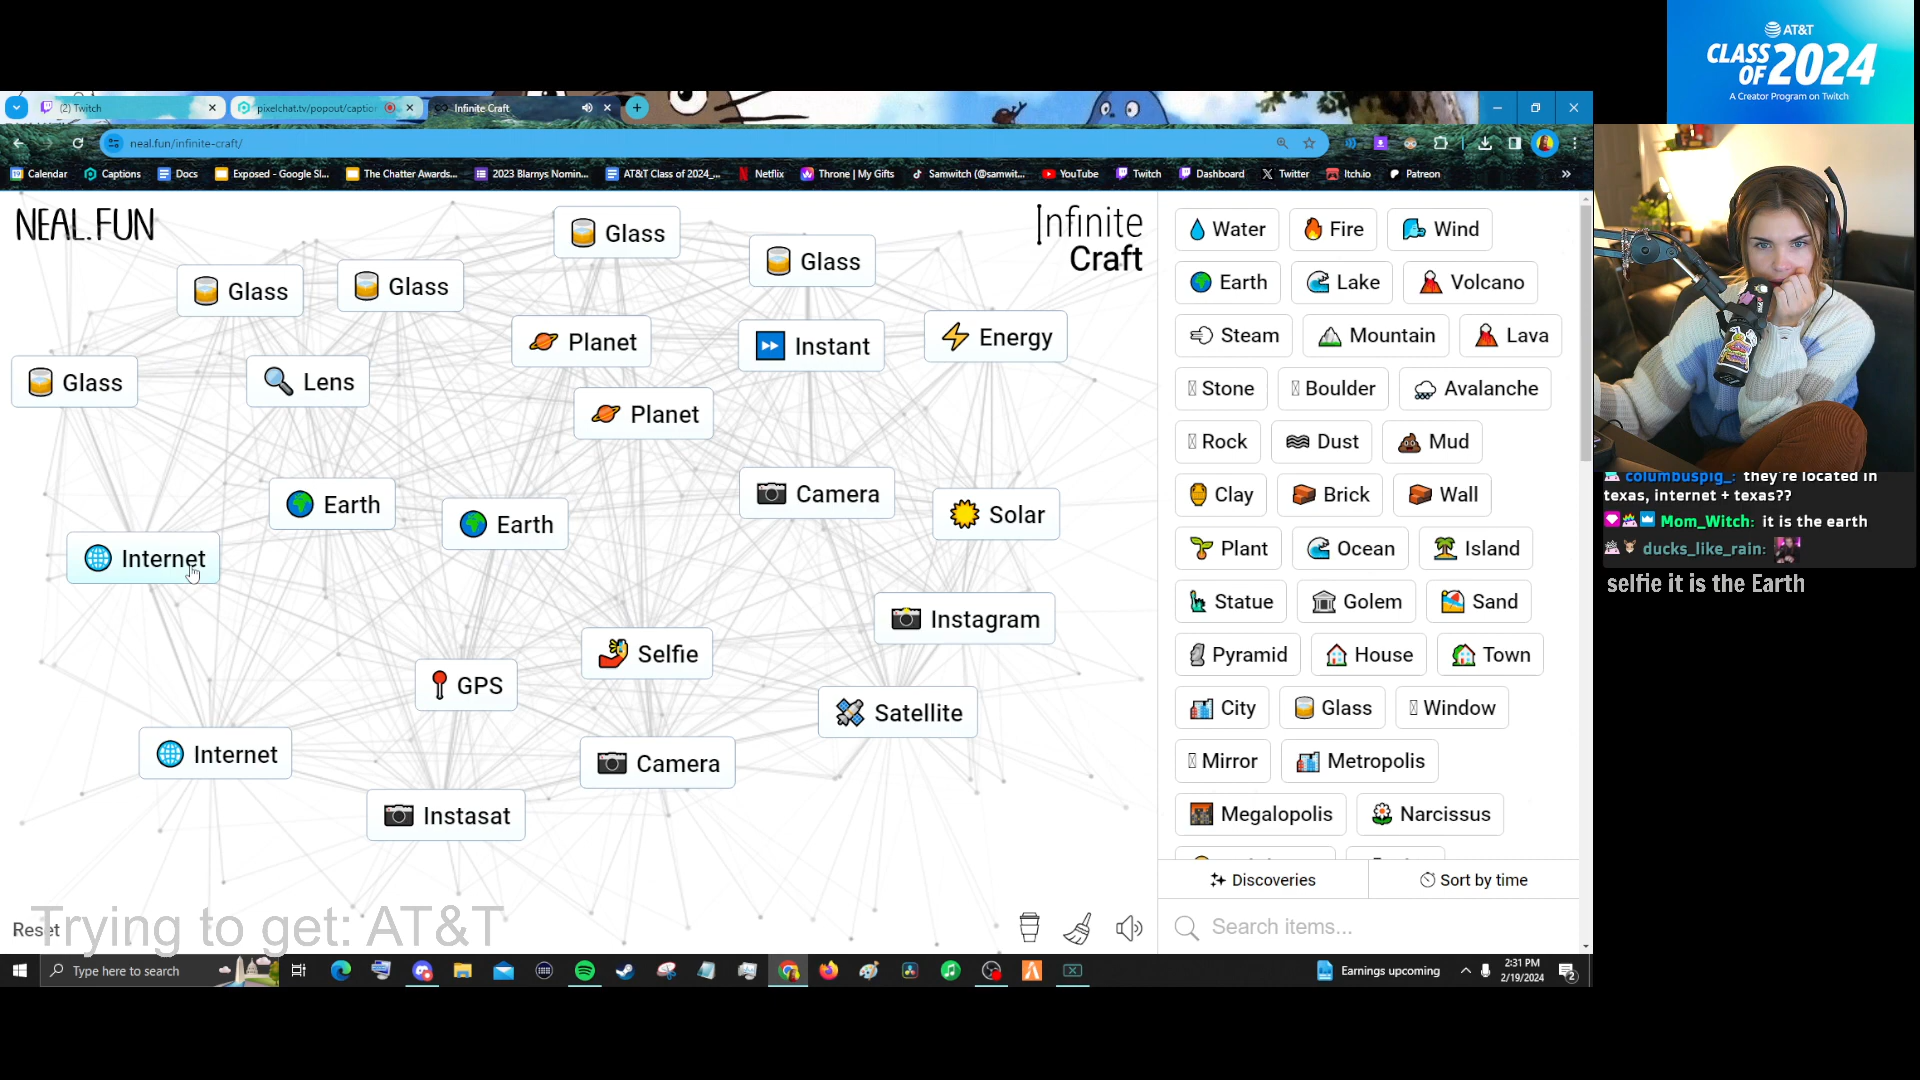 AT&T
CLASS
OF 2024
A Creator Program on Twitch
(2) Twitch
pixelchat.tv/popout/captio
Infinite Craft
neal.fun/infinite-craft/
Calendar
Captions
Docs
Exposed - Google Sl...
The Chatter Awards...
2023 Blarnys Nomin...
AT&T Class of 2024_...
Netflix
Throne | My Gifts
Samwitch (@samwit...
YouTube
Twitch
Dashboard
Twitter
Itch.io
Patreon
NEAL.FUN
Infinite
Craft
Glass
Glass
Glass
Glass
Planet
Instant
Energy
Glass
Lens
Planet
Earth
Earth
Camera
Solar
Internet
Instagram
Selfie
GPS
Satellite
Internet
Camera
Instasat
Water
Fire
Wind
Earth
Lake
Volcano
Steam
Mountain
Lava
Stone
Boulder
Avalanche
Rock
Dust
Mud
Clay
Brick
Wall
Plant
Ocean
Island
Statue
Golem
Sand
Pyramid
House
Town
City
Glass
Window
Mirror
Metropolis
Megalopolis
Narcissus
Discoveries
Sort by time
Search items...
Reset
Trying to get: AT&T
columbuspig_: they're located in
texas, internet + texas??
Mom_Witch: it is the earth
ducks_like_rain:
selfie it is the Earth
Type here to search
Earnings upcoming
2:31 PM
2/19/2024
2